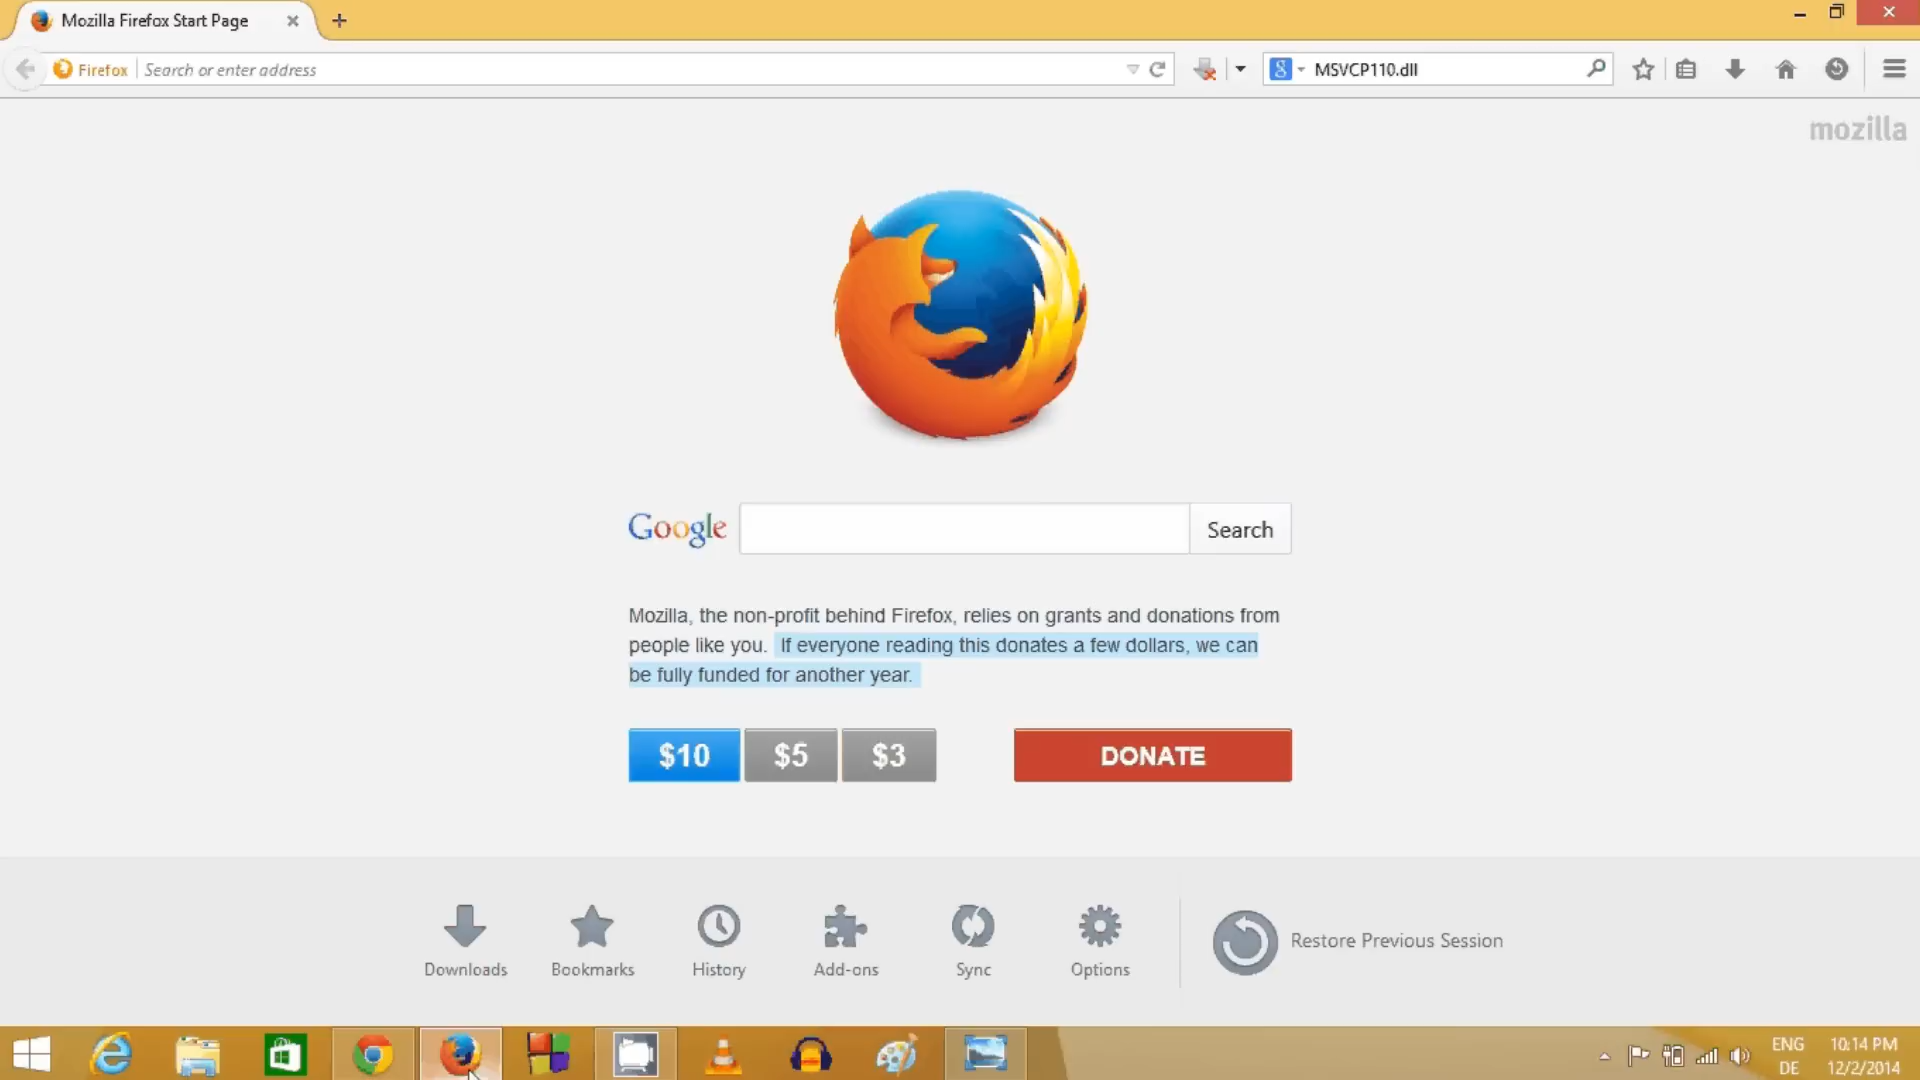 Mozilla Firefox Start Page
Firefox
Search or enter address
MSVCP110.dll
mozilla
Google
Search
Mozilla, the non-profit behind Firefox, relies on grants and donations from
people like you. If everyone reading this donates a few dollars, we can
be fully funded for another year.
$10
$5
$3
DONATE
Downloads
Bookmarks
History
Add-ons
Sync
Options
Restore Previous Session
ENG
DE
10:14 PM
12/2/2014